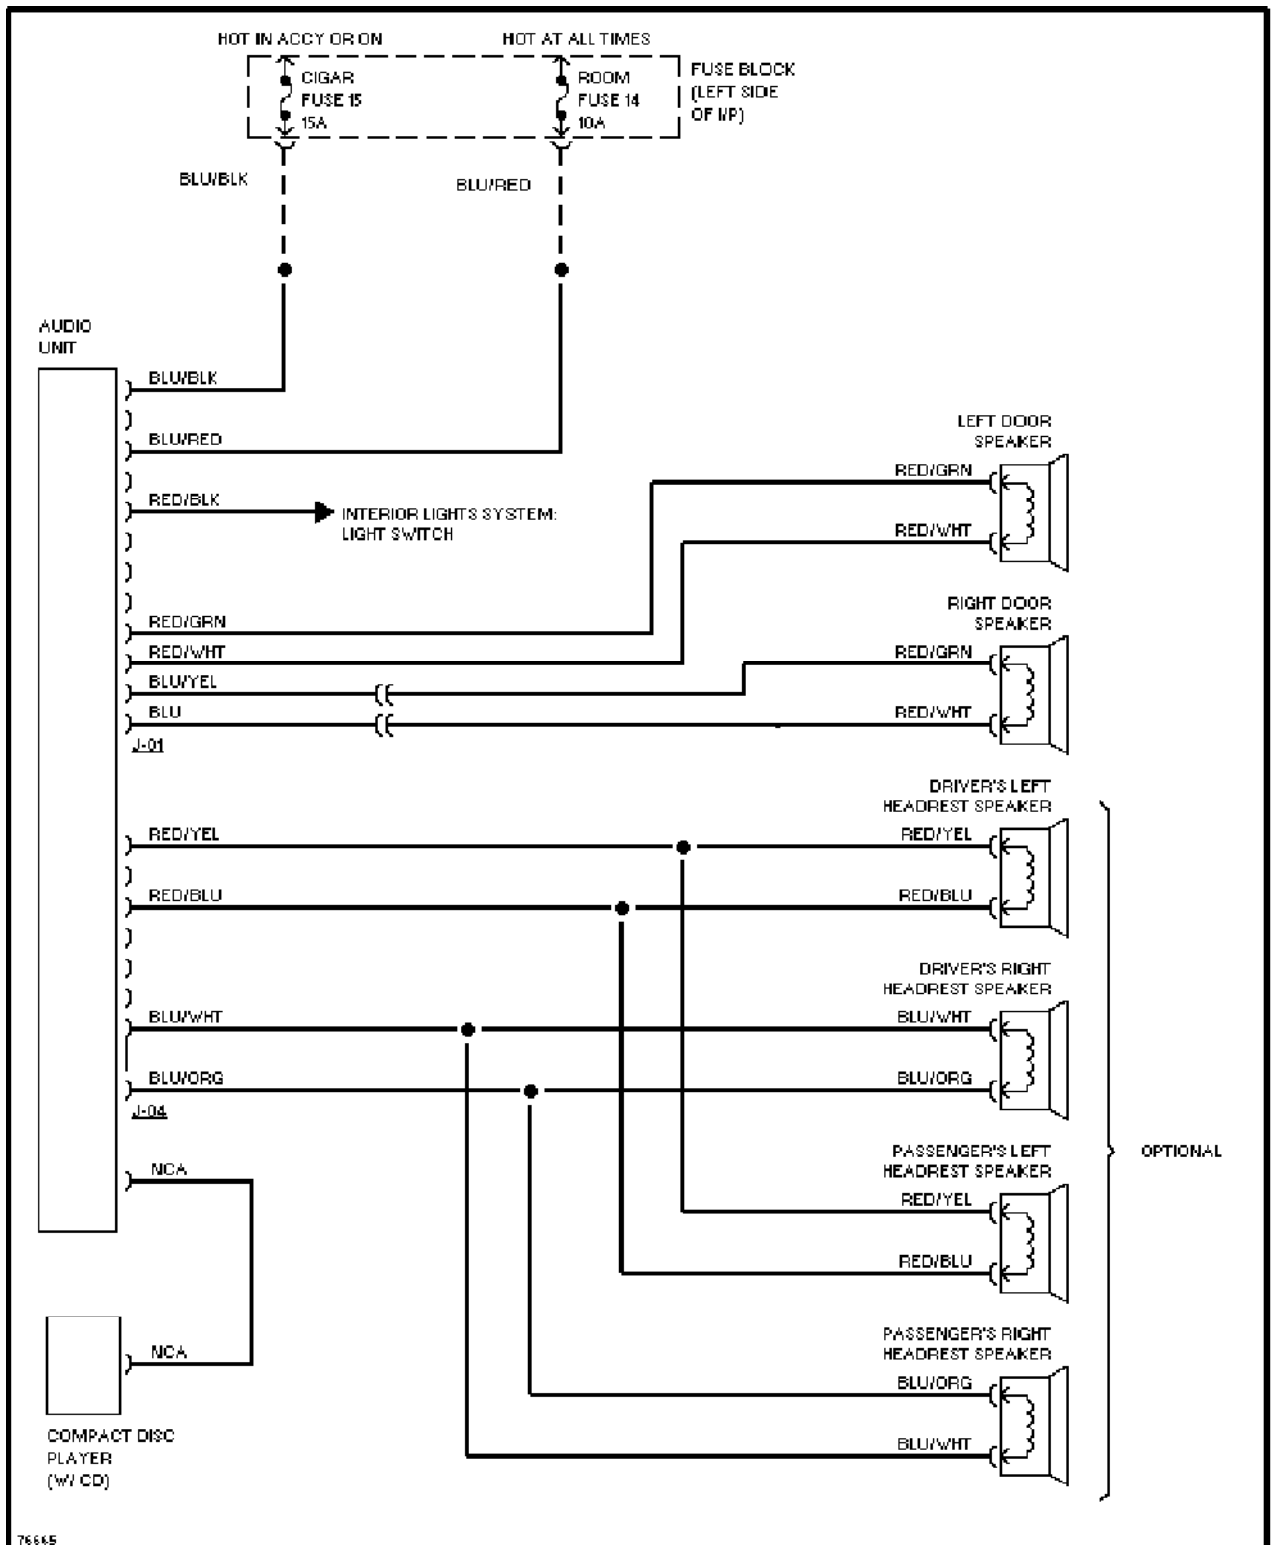 HOT IN ACCY OR ON
HOT AT ALL TIMES
CIGAR
FUSE 15
15A
ROOM
FUSE 14
10A
FUSE BLOCK
(LEFT SIDE
OF I/P)
BLU/BLK
BLU/RED
AUDIO
UNIT
BLU/BLK
BLU/RED
RED/BLK
INTERIOR LIGHTS SYSTEM:
LIGHT SWITCH
LEFT DOOR
SPEAKER
RED/GRN
RED/WHT
RIGHT DOOR
SPEAKER
RED/GRN
RED/WHT
RED/GRN
RED/WHT
BLU/YEL
BLU
J-01
DRIVER'S LEFT
HEADREST SPEAKER
RED/YEL
RED/YEL
RED/BLU
RED/BLU
DRIVER'S RIGHT
HEADREST SPEAKER
BLU/WHT
BLU/WHT
BLU/ORG
BLU/ORG
J-04
PASSENGER'S LEFT
HEADREST SPEAKER
OPTIONAL
NCA
RED/YEL
RED/BLU
PASSENGER'S RIGHT
HEADREST SPEAKER
NCA
BLU/ORG
BLU/WHT
COMPACT DISC
PLAYER
(W/ CD)
76665